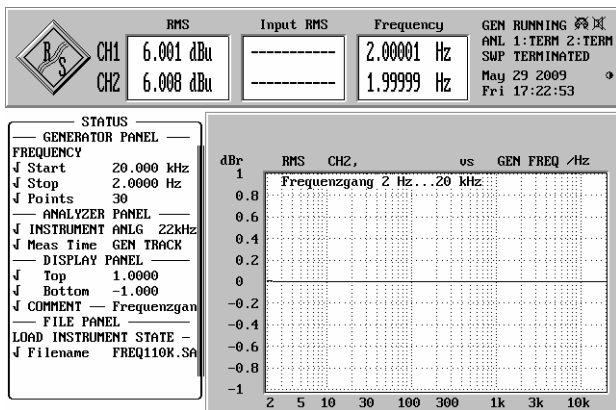 RMS Input RMS Frequency GEN RUNNING
R&S CH1 6.001 dBu ----------- 2.00001 Hz ANL 1:TERM 2:TERM
SWP TERMINATED
CH2 6.008 dBu ----------- 1.99999 Hz May 29 2009
Fri 17:22:53
STATUS
GENERATOR PANEL
FREQUENCY
√ Start 20.000 kHz
√ Stop 2.0000 Hz
√ Points 30
ANALYZER PANEL
√ INSTRUMENT ANLG 22kHz
√ Meas Time GEN TRACK
DISPLAY PANEL
√ Top 1.0000
√ Bottom -1.000
√ COMMENT — Frequenzgan
FILE PANEL
LOAD INSTRUMENT STATE -
√ Filename FREQ110K.SA
dBr RMS CH2, vs GEN FREQ /Hz
Frequenzgang 2 Hz...20 kHz
1
0.8
0.6
0.4
0.2
0
-0.2
-0.4
-0.6
-0.8
-1
2 5 10 30 100 300 1k 3k 10k